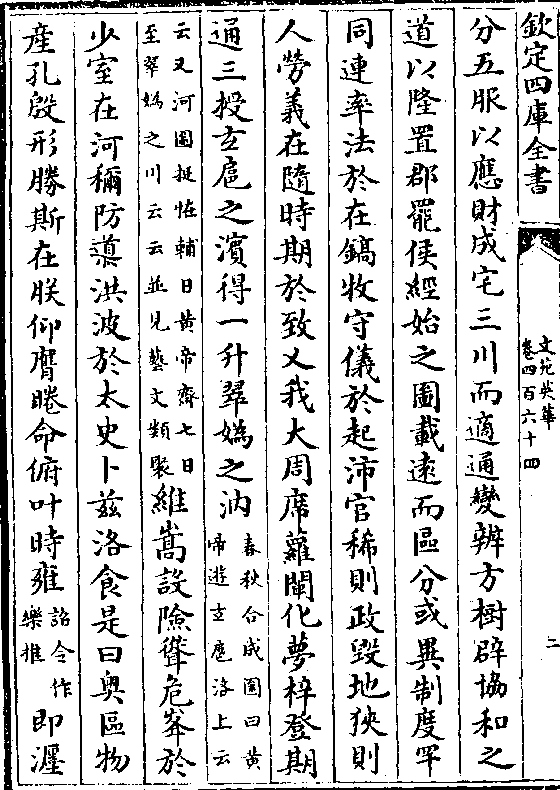 欽定四庫全書
文苑英華
卷四百六十四
二
分五服以應財成宅三川而適通變辨方樹辟協和之
道以隆置郡罷侯經始之圖載遠而區分或異制度罕
同連率法於在鎬牧守儀於起沛官稀則政毀地狹則
人勞義在隨時期於致乂我大周席蘿闡化夢梓登期
通三授玄扈之濱得一升翠媯之汭春秋合成圖曰黃
帝遊玄扈洛上云
云又河圖挺佐輔曰黃帝齋七日
至翠媯之川云云並見藝文類聚維嵩設險聳危峯於
少室在河稱防導洪波於太史卜兹洛食是曰奧區物
產孔殷形勝斯在朕仰膺睠命俯叶時雍詔令作
樂推即瀍